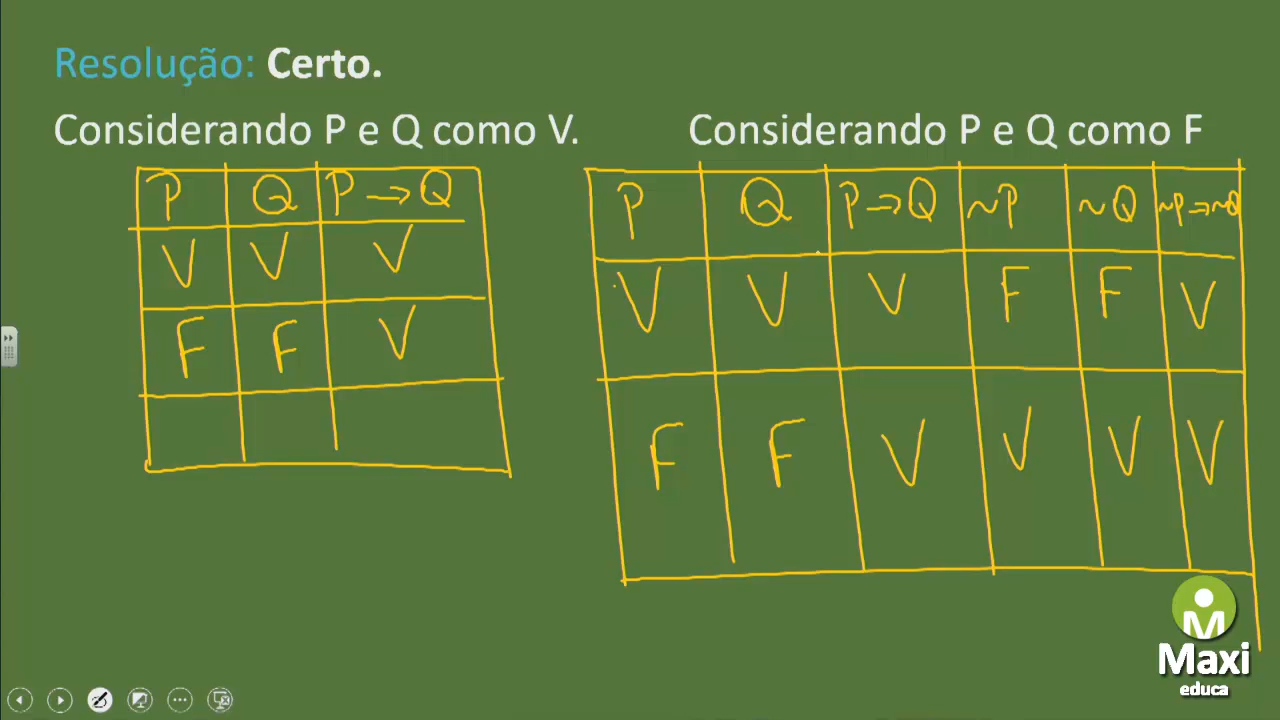 Resolução: Certo.
Considerando P e Q como V.
P Q P → Q
V V V
F F V
Considerando P e Q como F
P Q P → Q ~P ~Q ~P → ~Q
V V V F F V
F F V V V V
Maxi
educa